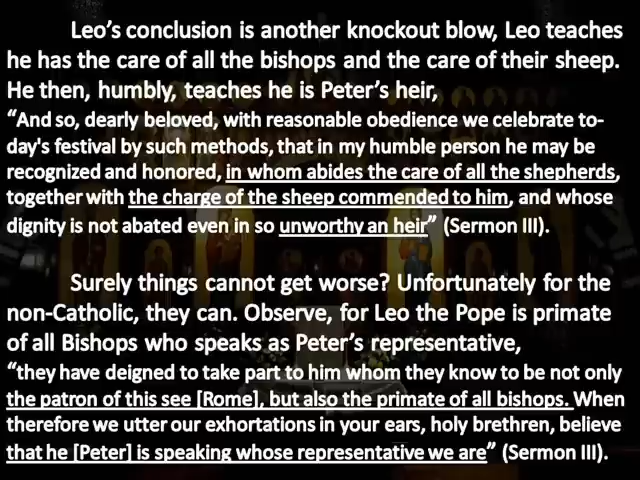 Leo's conclusion is another knockout blow, Leo teaches
he has the care of all the bishops and the care of their sheep.
He then, humbly, teaches he is Peter's heir,
“And so, dearly beloved, with reasonable obedience we celebrate to-
day's festival by such methods, that in my humble person he may be
recognized and honored, in whom abides the care of all the shepherds,
together with the charge of the sheep commended to him, and whose
dignity is not abated even in so unworthy an heir” (Sermon III).
Surely things cannot get worse? Unfortunately for the
non-Catholic, they can. Observe, for Leo the Pope is primate
of all Bishops who speaks as Peter's representative,
“they have deigned to take part to him whom they know to be not only
the patron of this see [Rome], but also the primate of all bishops. When
therefore we utter our exhortations in your ears, holy brethren, believe
that he [Peter] is speaking whose representative we are” (Sermon III).